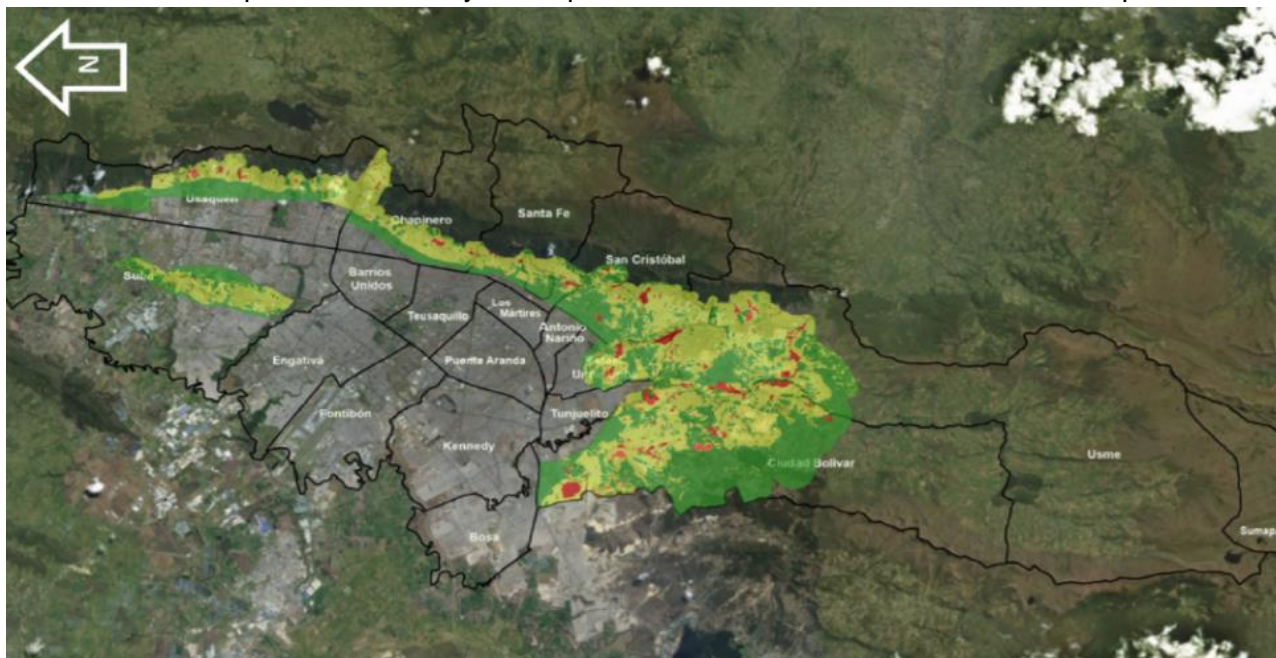 N
Usaquén
Chapinero
Santa Fe
San Cristóbal
Suba
Barrios
Unidos
Teusaquillo
Los
Mártires
Antonio
Nariño
Engativá
Puente Aranda
Fontibón
Tunjuelito
Kennedy
Ciudad Bolívar
Usme
Bosa
Sumap